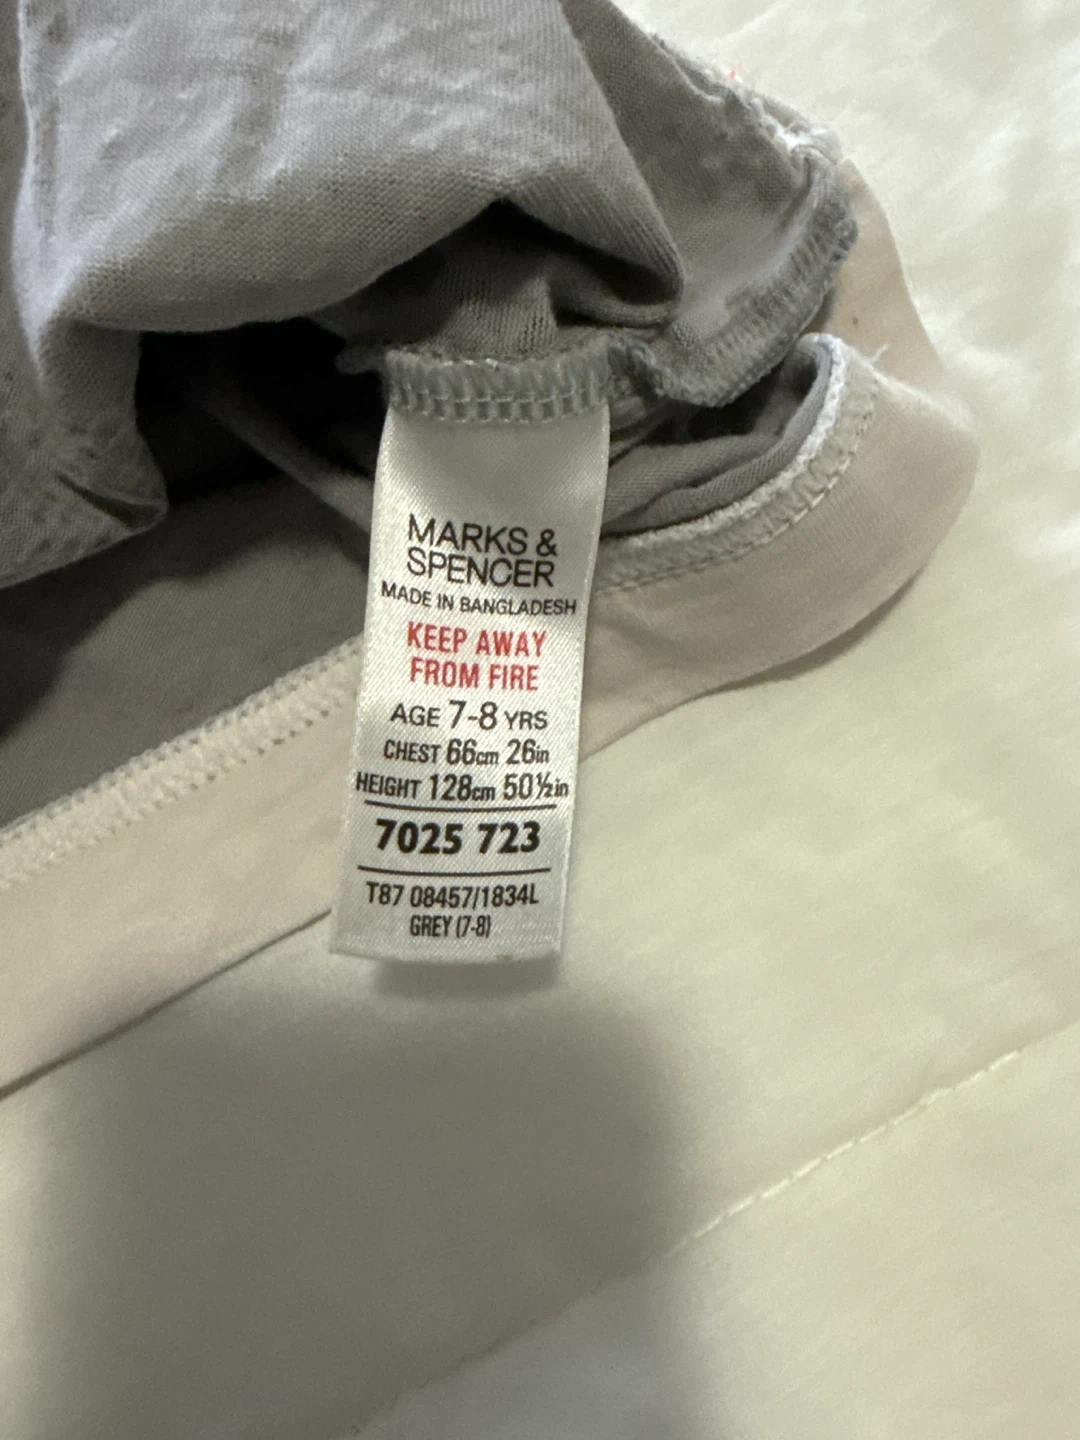 MARKS &
SPENCER
MADE IN BANGLADESH
KEEP AWAY
FROM FIRE
AGE 7-8 YRS
CHEST 66cm 26in
HEIGHT 128cm 50½in
7025 723
T87 08457/1834L
GREY (7-8)